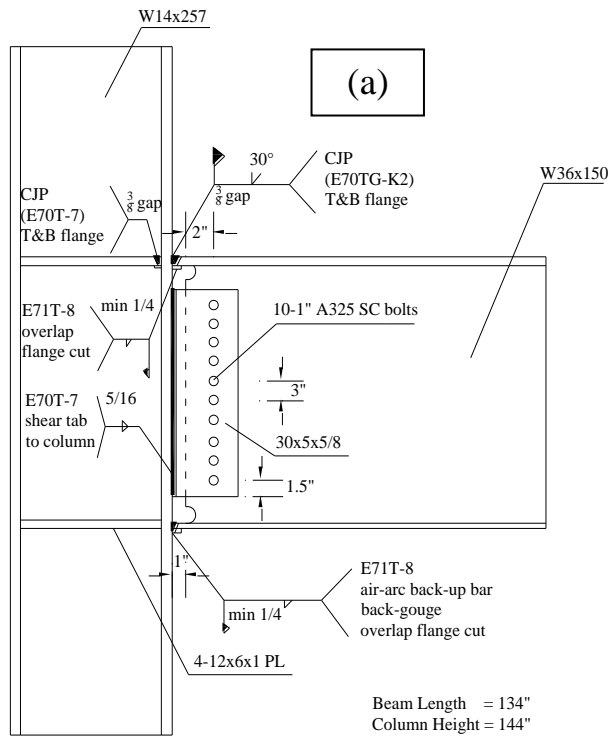 W14x257
(a)
30°
CJP
(E70TG-K2)
T&B flange
W36x150
CJP
(E70T-7)
T&B flange
3/8 gap
3/8 gap
2"
E71T-8
overlap
flange cut
min 1/4
10-1" A325 SC bolts
E70T-7
shear tab
to column
5/16
3"
30x5x5/8
1.5"
1"
E71T-8
air-arc back-up bar
back-gouge
overlap flange cut
min 1/4
4-12x6x1 PL
Beam Length = 134"
Column Height = 144"